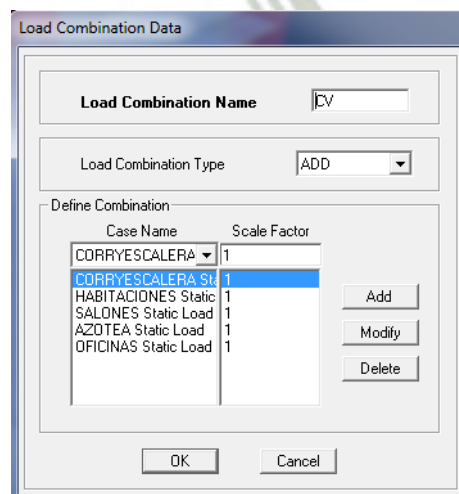 Load Combination Data
Load Combination Name CV
Load Combination Type ADD
Define Combination
Case Name Scale Factor
CORRYESCALERA 1
CORRYESCALERA Sta 1
HABITACIONES Static 1
SALONES Static Load 1
AZOTEA Static Load 1
OFICINAS Static Load 1
Add
Modify
Delete
OK Cancel